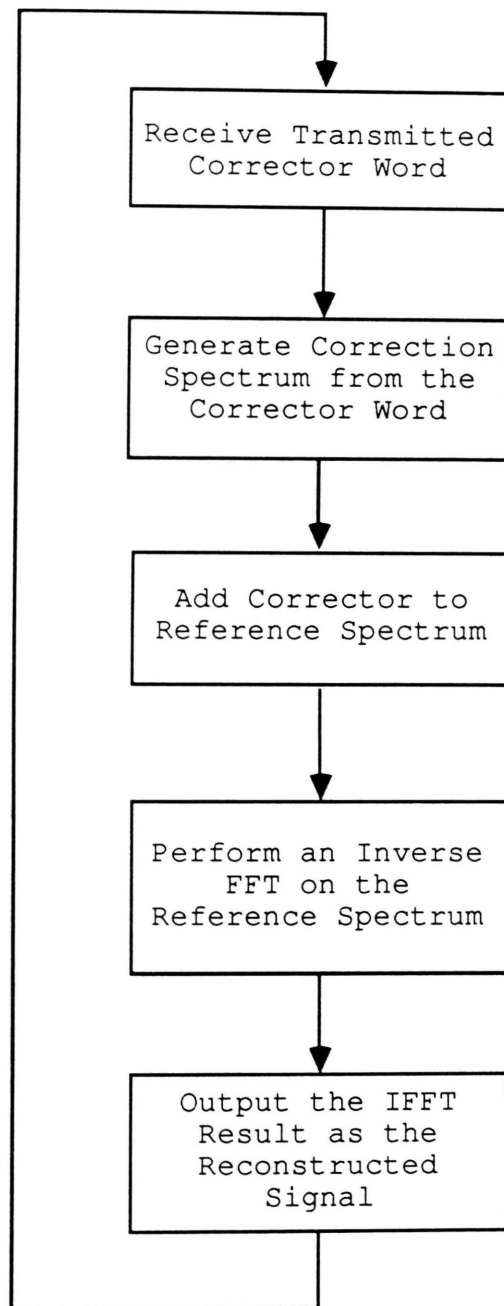 Receive Transmitted
Corrector Word
Generate Correction
Spectrum from the
Corrector Word
Add Corrector to
Reference Spectrum
Perform an Inverse
FFT on the
Reference Spectrum
Output the IFFT
Result as the
Reconstructed
Signal